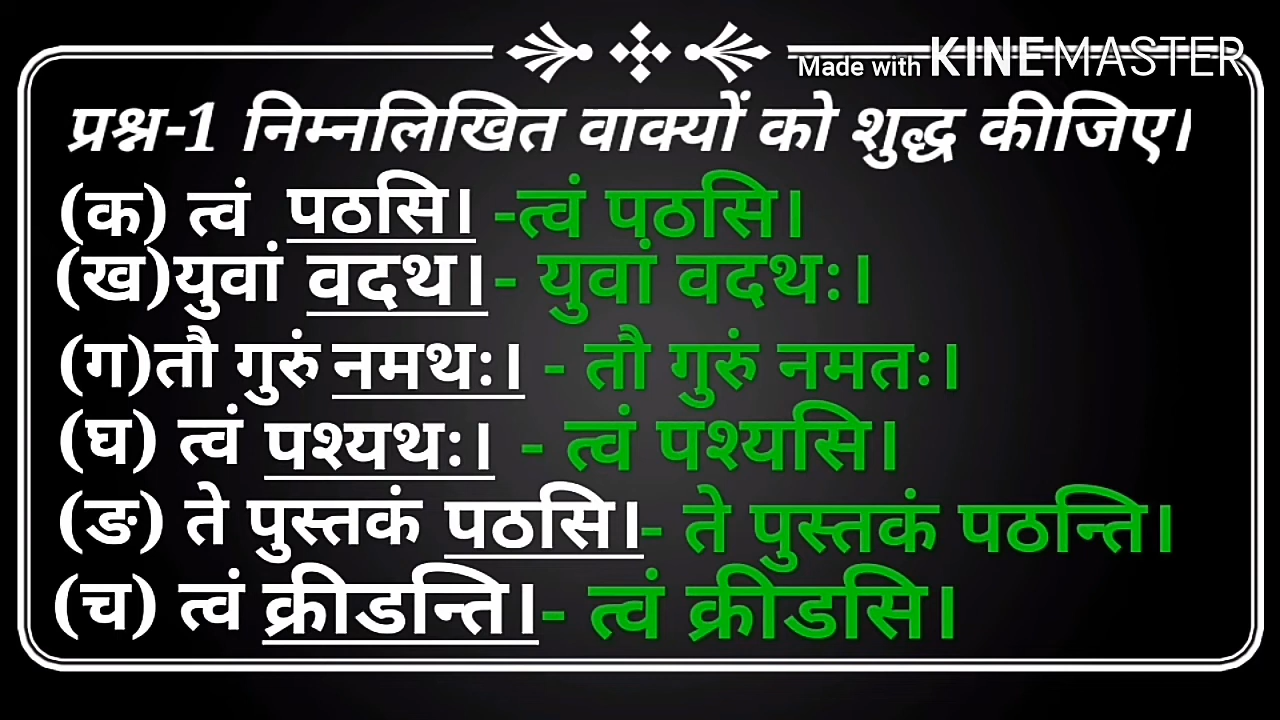 Made with KINEMASTER
प्रश्न-1 निम्नलिखित वाक्यों को शुद्ध कीजिए।
(क) त्वं पठसि। -त्वं पठसि।
(ख)युवां वदथ।- युवां वदथः।
(ग)तौ गुरुं नमथः। - तौ गुरुं नमतः।
(घ) त्वं पश्यथः। - त्वं पश्यसि।
(ङ) ते पुस्तकं पठसि।- ते पुस्तकं पठन्ति।
(च) त्वं क्रीडन्ति।- त्वं क्रीडसि।